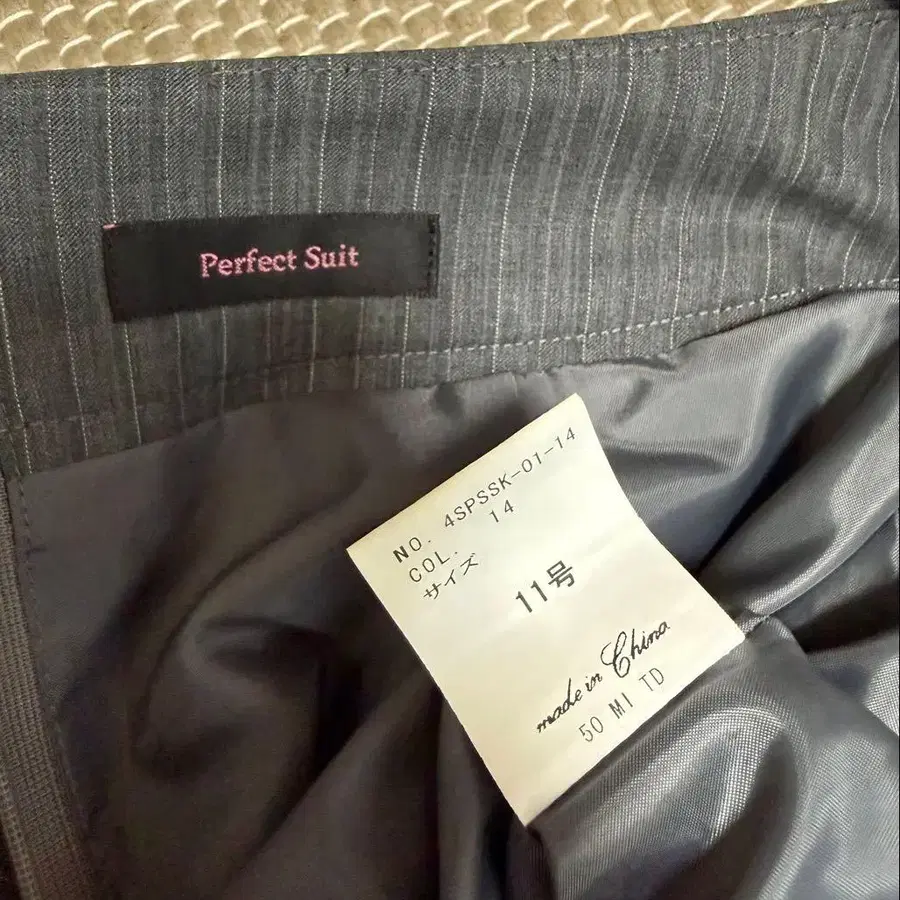 Perfect Suit
NO. 4SPSSK-01-14
COL. 14
サイズ
11号
made in China
50 MI TD